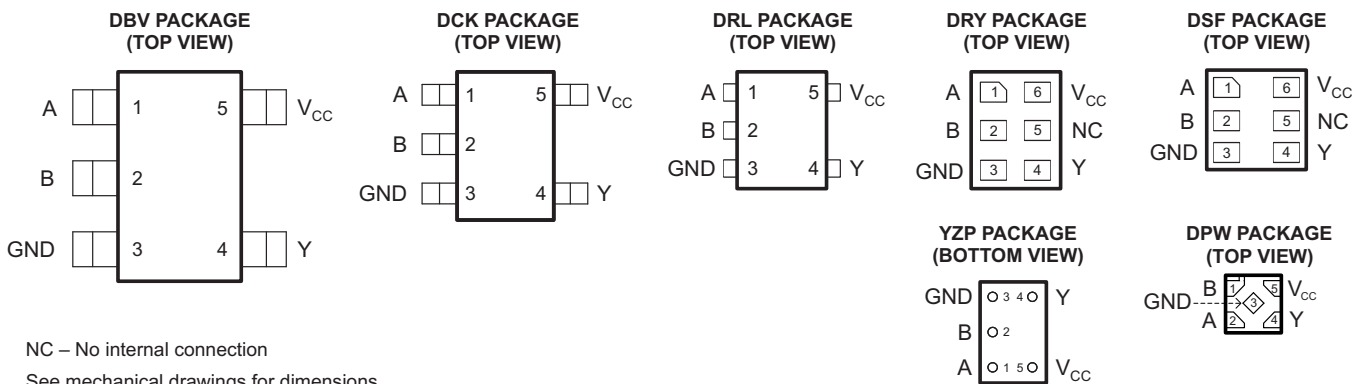 DBV PACKAGE
(TOP VIEW)
A 1 5 VCC
B 2
GND 3 4 Y
DCK PACKAGE
(TOP VIEW)
A 1 5 VCC
B 2
GND 3 4 Y
DRL PACKAGE
(TOP VIEW)
A 1 5 VCC
B 2
GND 3 4 Y
DRY PACKAGE
(TOP VIEW)
A 1 6 VCC
B 2 5 NC
GND 3 4 Y
DSF PACKAGE
(TOP VIEW)
A 1 6 VCC
B 2 5 NC
GND 3 4 Y
YZP PACKAGE
(BOTTOM VIEW)
GND 3 4 Y
B 2
A 1 5 VCC
DPW PACKAGE
(TOP VIEW)
B 1 5 VCC
GND 3
A 2 4 Y
NC – No internal connection
See mechanical drawings for dimensions